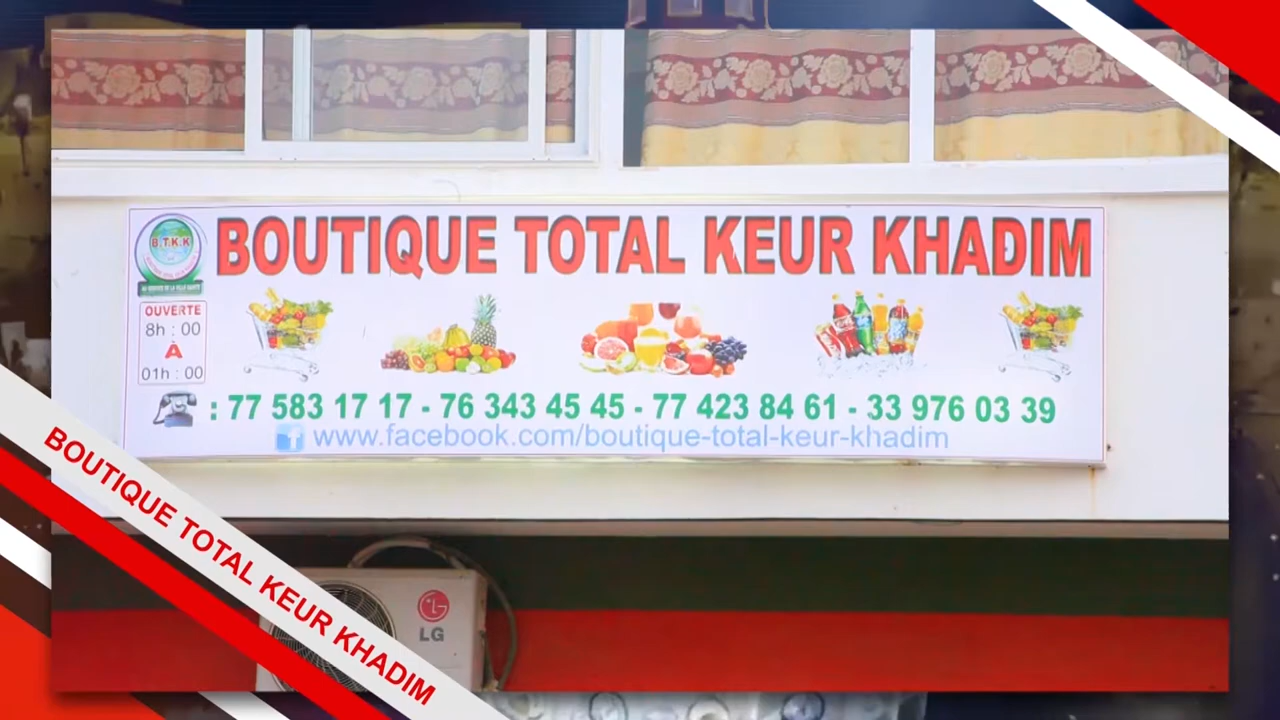 BOUTIQUE TOTAL KEUR KHADIM
B.T.K.K
OUVERTE
8h : 00
À
01h : 00
: 77 583 17 17 - 76 343 45 45 - 77 423 84 61 - 33 976 03 39
www.facebook.com/boutique-total-keur-khadim
LG
BOUTIQUE TOTAL KEUR KHADIM